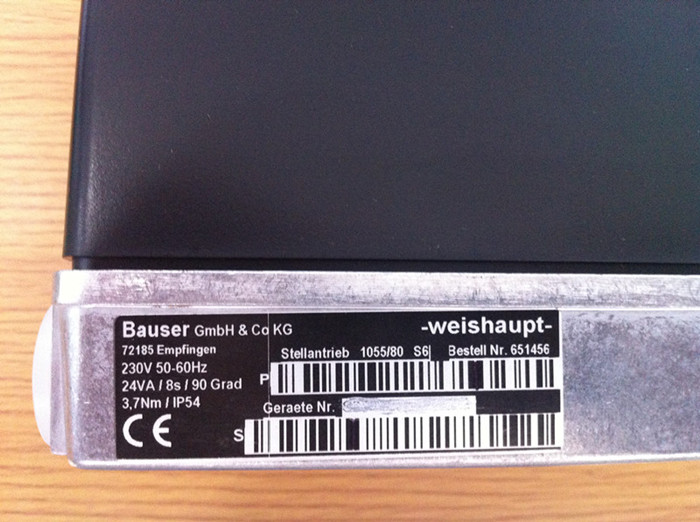 Bauser GmbH & Co KG
-weishaupt-
72185 Empfingen
Stellantrieb 1055/80 S6
Bestell Nr. 651456
230V 50-60Hz
24VA / 8s / 90 Grad
P
3,7Nm / IP54
Geraete Nr.
CE
S